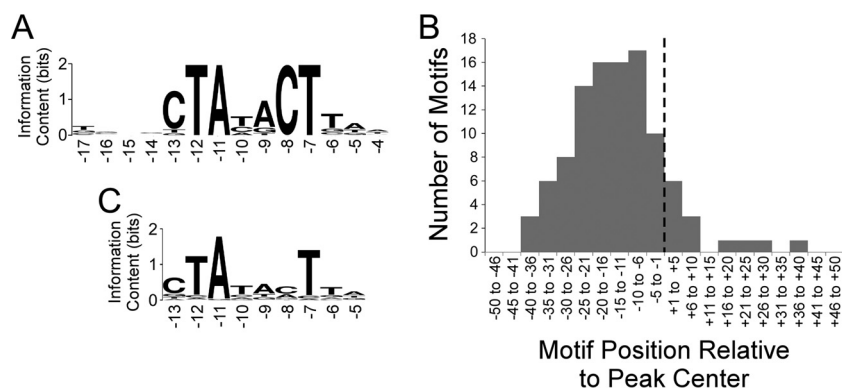 A
Information
Content (bits)
2
1
0
CTATACTTA
-17 -16 -15 -14 -13 -12 -11 -10 -9 -8 -7 -6 -5 -4
C
Information
Content (bits)
2
1
0
CTATACTTA
-13 -12 -11 -10 -9 -8 -7 -6 -5
B
Number of Motifs
18
16
14
12
10
8
6
4
2
0
-50 to -46
-45 to -41
-40 to -36
-35 to -31
-30 to -26
-25 to -21
-20 to -16
-15 to -11
-10 to -6
-5 to -1
+1 to +5
+6 to +10
+11 to +15
+16 to +20
+21 to +25
+26 to +30
+31 to +35
+36 to +40
+41 to +45
+46 to +50
Motif Position Relative
to Peak Center